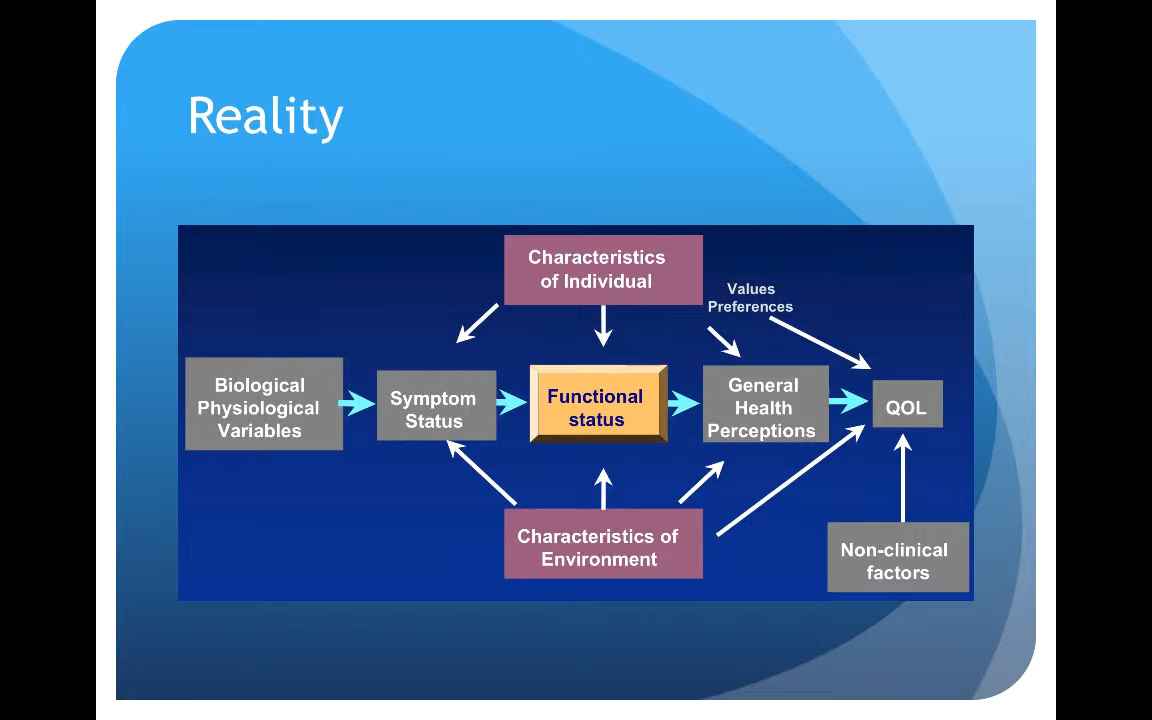 Reality
Characteristics
of Individual
Values
Preferences
Biological
Physiological
Variables
Symptom
Status
Functional
status
General
Health
Perceptions
QOL
Characteristics of
Environment
Non-clinical
factors